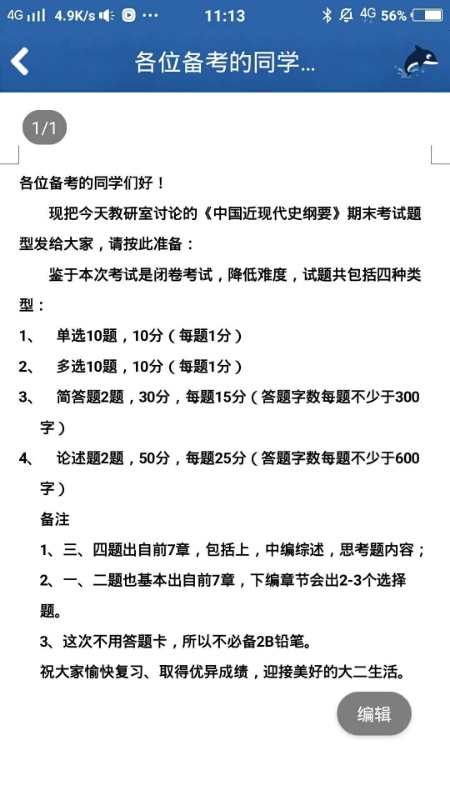 4G 4.9K/s 11:13 4G 56%
各位备考的同学...
1/1
各位备考的同学们好！
现把今天教研室讨论的《中国近现代史纲要》期末考试题
型发给大家，请按此准备：
鉴于本次考试是闭卷考试，降低难度，试题共包括四种类
型：
1、 单选10题，10分（每题1分）
2、 多选10题，10分（每题1分）
3、 简答题2题，30分，每题15分（答题字数每题不少于300
字）
4、 论述题2题，50分，每题25分（答题字数每题不少于600
字）
备注
1、三、四题出自前7章，包括上，中编综述，思考题内容；
2、一、二题也基本出自前7章，下编章节会出2-3个选择
题。
3、这次不用答题卡，所以不必备2B铅笔。
祝大家愉快复习、取得优异成绩，迎接美好的大二生活。
编辑